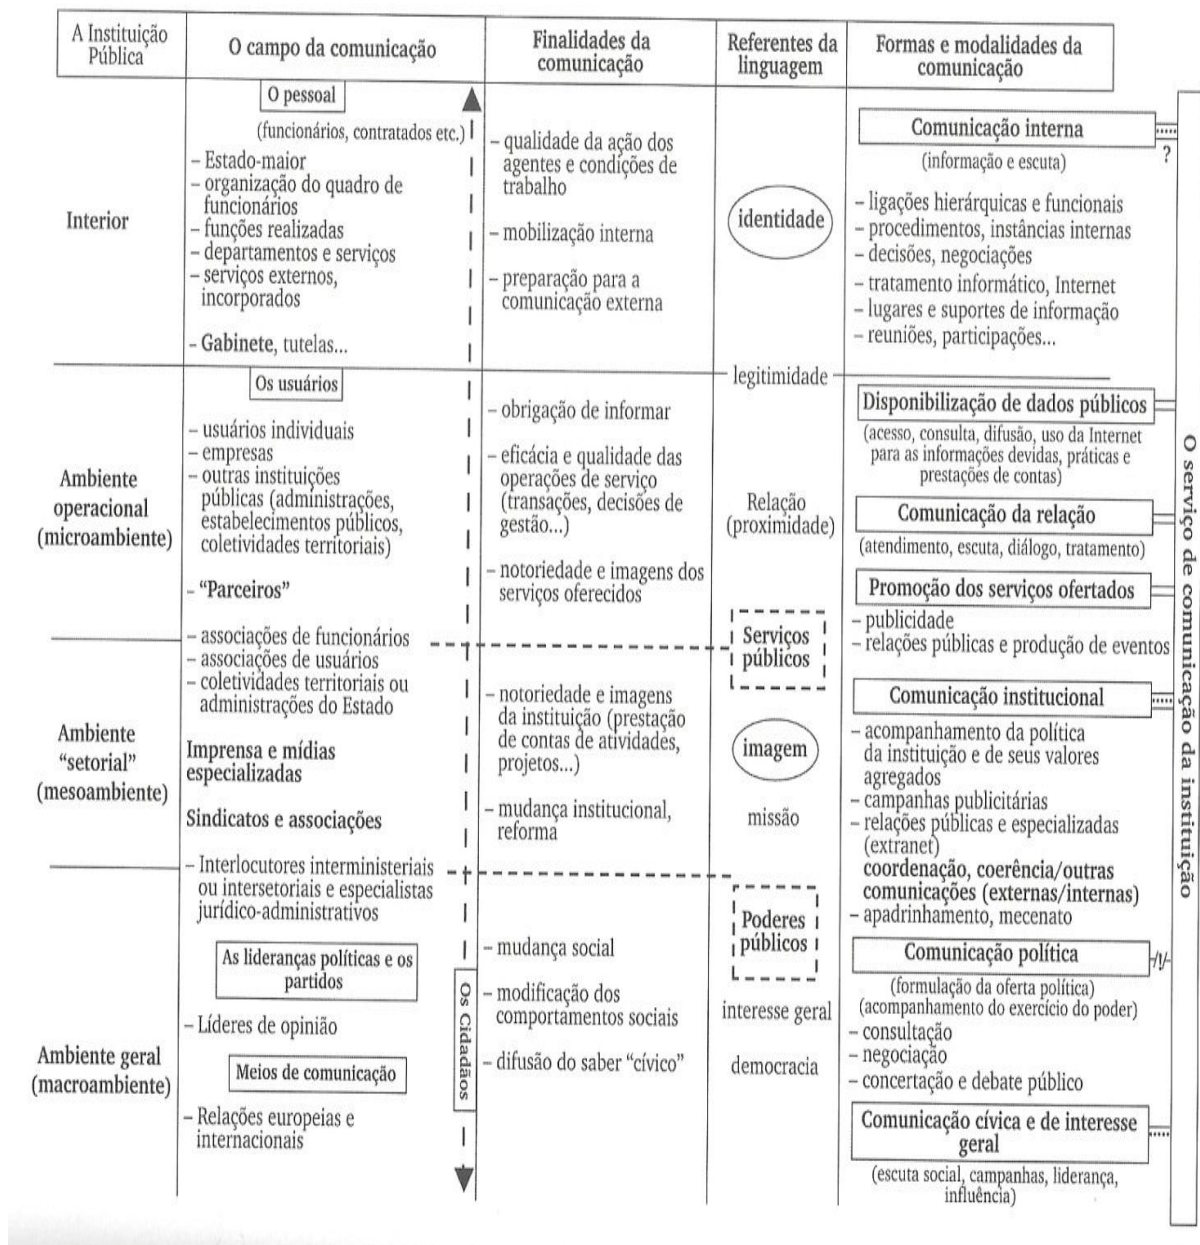 A Instituição
Pública
O campo da comunicação
Finalidades da
comunicação
Referentes da
linguagem
Formas e modalidades da
comunicação
Interior
O pessoal
(funcionários, contratados etc.)
– Estado-maior
– organização do quadro de
funcionários
– funções realizadas
– departamentos e serviços
– serviços externos,
incorporados
– Gabinete, tutelas...
– qualidade da ação dos
agentes e condições de
trabalho
– mobilização interna
– preparação para a
comunicação externa
identidade
Comunicação interna
?
(informação e escuta)
– ligações hierárquicas e funcionais
– procedimentos, instâncias internas
– decisões, negociações
– tratamento informático, Internet
– lugares e suportes de informação
– reuniões, participações...
legitimidade
Ambiente
operacional
(microambiente)
Os usuários
– usuários individuais
– empresas
– outras instituições
públicas (administrações,
estabelecimentos públicos,
coletividades territoriais)
– “Parceiros”
– obrigação de informar
– eficácia e qualidade das
operações de serviço
(transações, decisões de
gestão...)
– notoriedade e imagens dos
serviços oferecidos
Relação
(proximidade)
Disponibilização de dados públicos
(acesso, consulta, difusão, uso da Internet
para as informações devidas, práticas e
prestações de contas)
Comunicação da relação
(atendimento, escuta, diálogo, tratamento)
Promoção dos serviços ofertados
– publicidade
– relações públicas e produção de eventos
Serviços
públicos
Ambiente
“setorial”
(mesoambiente)
– associações de funcionários
– associações de usuários
– coletividades territoriais ou
administrações do Estado
Imprensa e mídias
especializadas
Sindicatos e associações
– notoriedade e imagens
da instituição (prestação
de contas de atividades,
projetos...)
– mudança institucional,
reforma
imagem
missão
Comunicação institucional
– acompanhamento da política
da instituição e de seus valores
agregados
– campanhas publicitárias
– relações públicas e especializadas
(extranet)
coordenação, coerência/outras
comunicações (externas/internas)
– apadrinhamento, mecenato
Ambiente geral
(macroambiente)
– Interlocutores interministeriais
ou intersetoriais e especialistas
jurídico-administrativos
As lideranças políticas e os
partidos
– Líderes de opinião
Meios de comunicação
– Relações europeias e
internacionais
Os Cidadãos
– mudança social
– modificação dos
comportamentos sociais
– difusão do saber “cívico”
Poderes
públicos
interesse geral
democracia
Comunicação política
/!/
(formulação da oferta política)
(acompanhamento do exercício do poder)
– consultação
– negociação
– concertação e debate público
Comunicação cívica e de interesse
geral
(escuta social, campanhas, liderança,
influência)
O serviço de comunicação da instituição